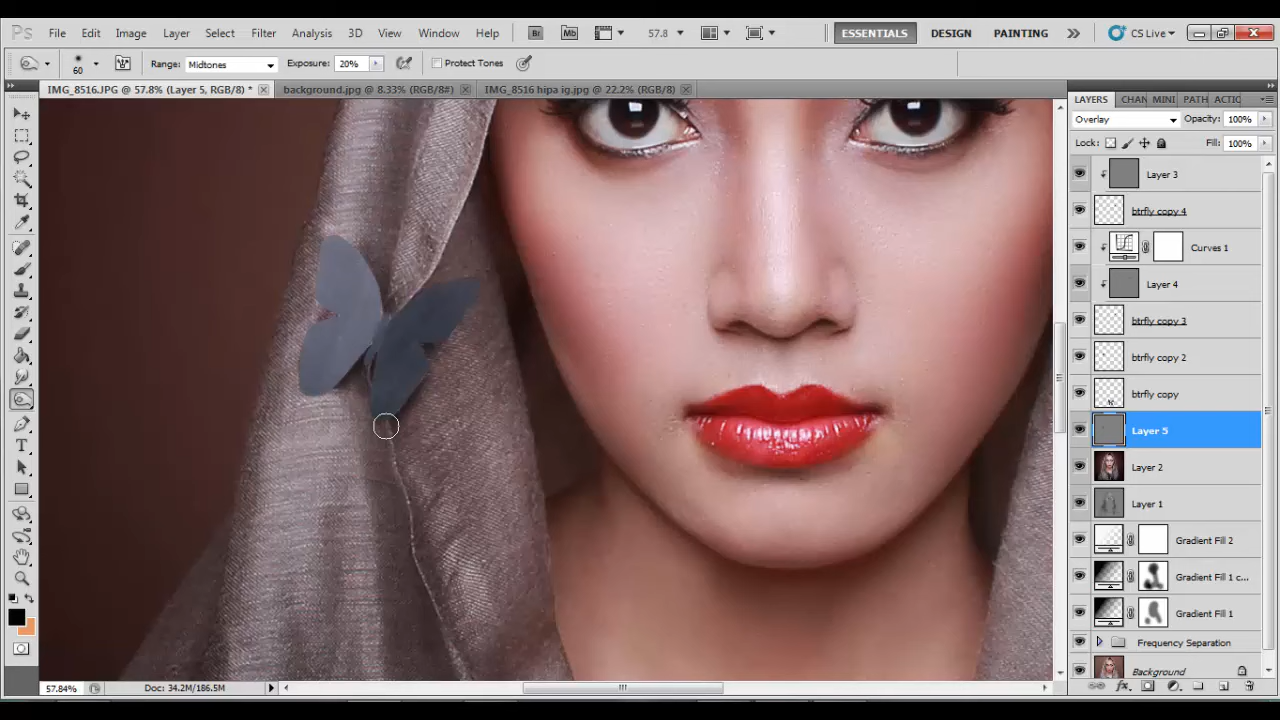 Ps File Edit Image Layer Select Filter Analysis 3D View Window Help Br Mb 57.8 ESSENTIALS DESIGN PAINTING CS Live
60 Range: Midtones Exposure: 20% Protect Tones
IMG_8516.JPG @ 57.8% (Layer 5, RGB/8) * background.jpg @ 8.33% (RGB/8#) IMG_8516 hipa ig.jpg @ 22.2% (RGB/8)
LAYERS CHAN MINI PATH ACTIC
Overlay Opacity: 100%
Lock: Fill: 100%
Layer 3
btrfly copy 4
Curves 1
Layer 4
btrfly copy 3
btrfly copy 2
btrfly copy
Layer 5
Layer 2
Layer 1
Gradient Fill 2
Gradient Fill 1 c...
Gradient Fill 1
Frequency Separation
Background
57.84% Doc: 34.2M/186.5M